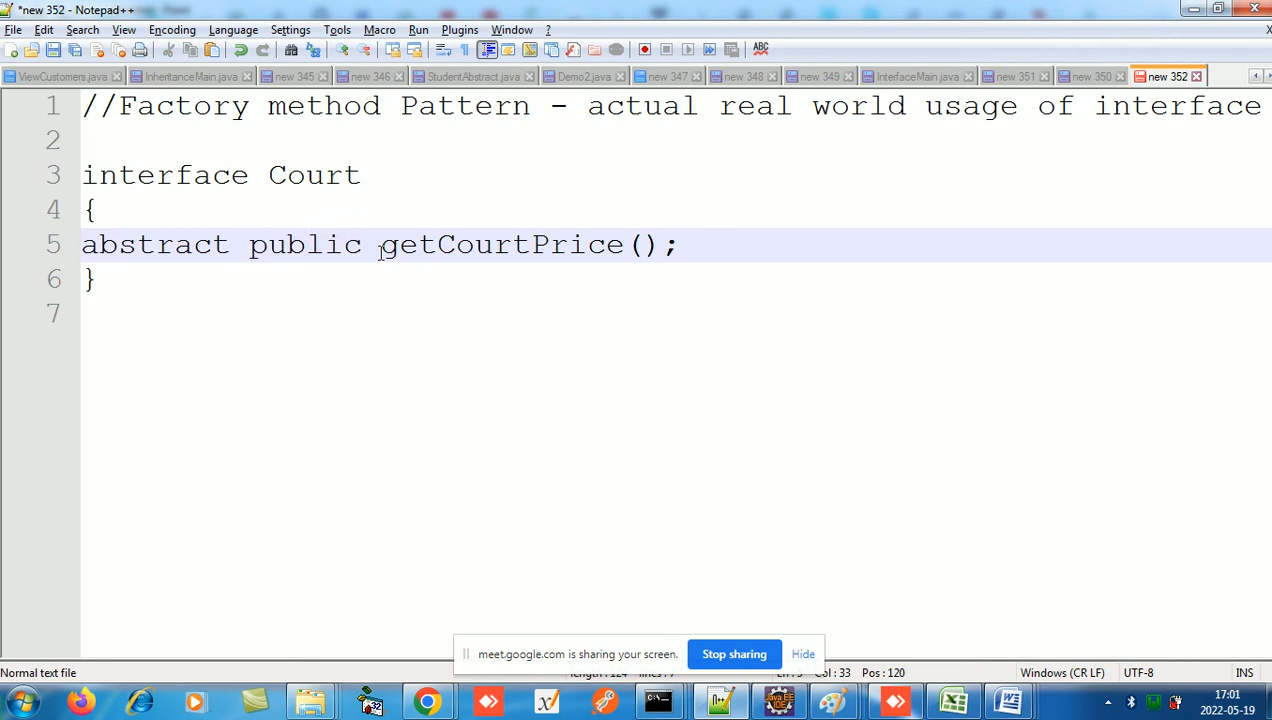 *new 352 - Notepad++
File Edit Search View Encoding Language Settings Tools Macro Run Plugins Window ?
ViewCustomers.java InheritanceMain.java new 345 new 346 StudentAbstract.java Demo2.java new 347 new 348 new 349 InterfaceMain.java new 351 new 350 new 352
1 //Factory method Pattern - actual real world usage of interface
2
3 interface Court
4 {
5 abstract public getCourtPrice();
6 }
7
meet.google.com is sharing your screen. Stop sharing Hide
Normal text file Col : 33 Pos : 120 Windows (CR LF) UTF-8 INS
17:01
2022-05-19